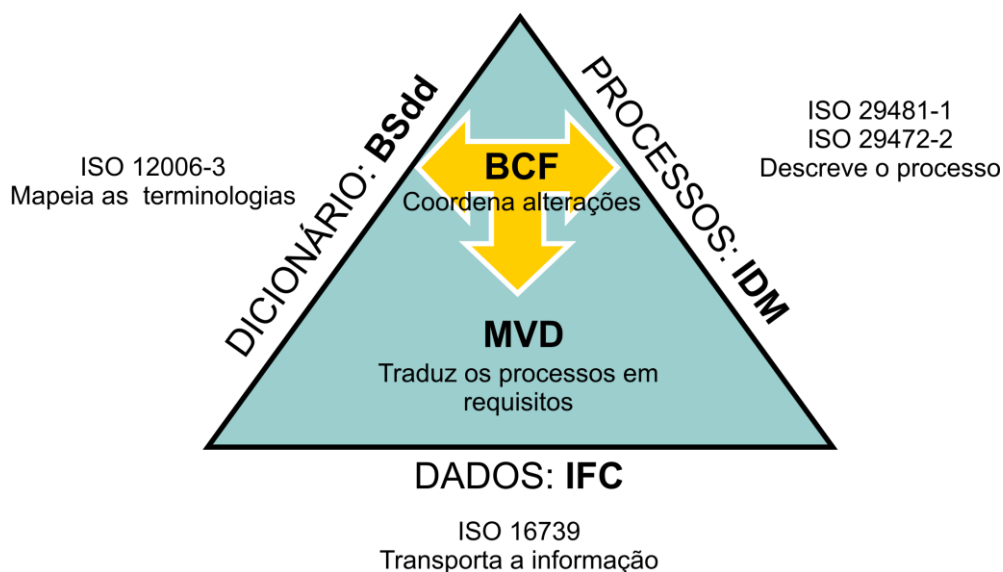 DICIONÁRIO: BSdd
PROCESSOS: IDM
ISO 29481-1
ISO 29472-2
Descreve o processo
ISO 12006-3
Mapeia as terminologias
BCF
Coordena alterações
MVD
Traduz os processos em
requisitos
DADOS: IFC
ISO 16739
Transporta a informação